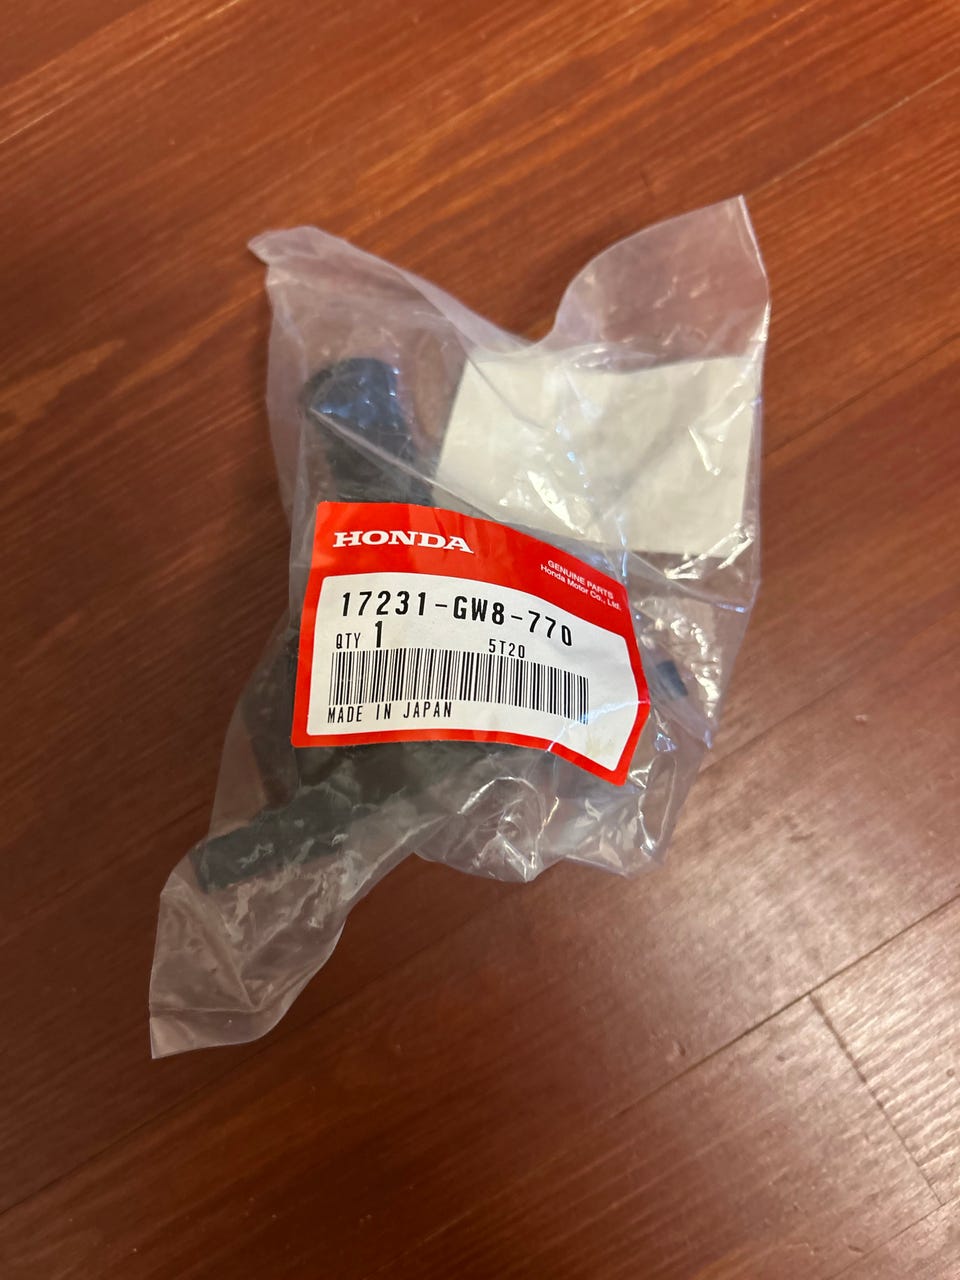 HONDA
GENUINE PARTS
Honda Motor Co., Ltd.
17231-GW8-770
QTY 1 5T20
MADE IN JAPAN